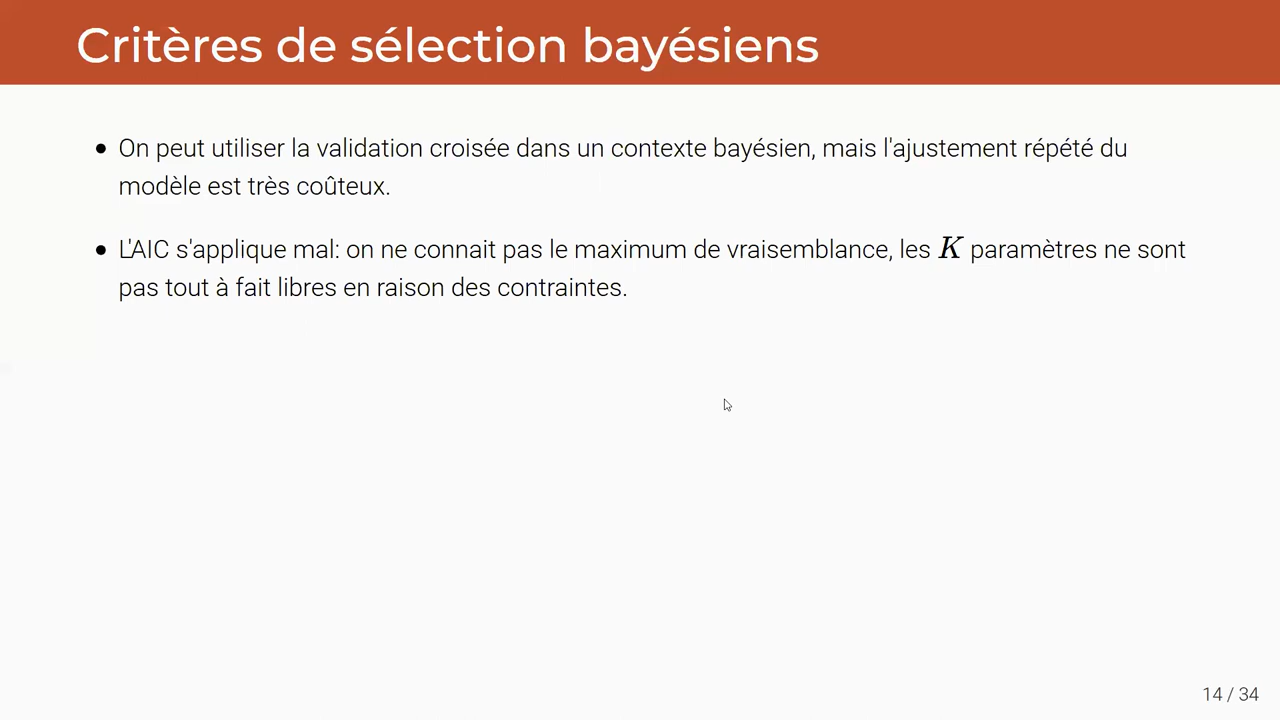 Critères de sélection bayésiens
• On peut utiliser la validation croisée dans un contexte bayésien, mais l'ajustement répété du
modèle est très coûteux.
• L'AIC s'applique mal: on ne connait pas le maximum de vraisemblance, les K paramètres ne sont
pas tout à fait libres en raison des contraintes.
14 / 34